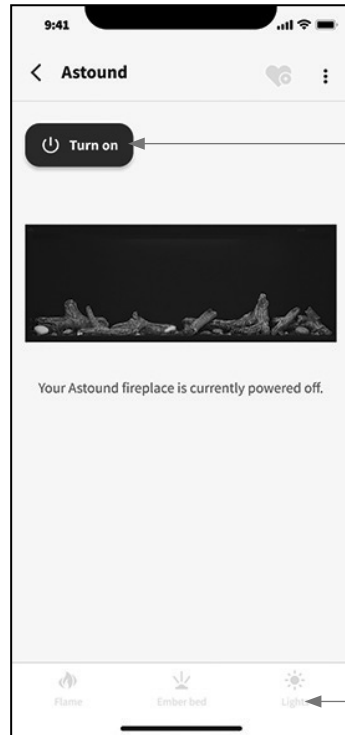 9:41
Astound
Turn on
Your Astound fireplace is currently powered off.
Flame
Ember bed
Light